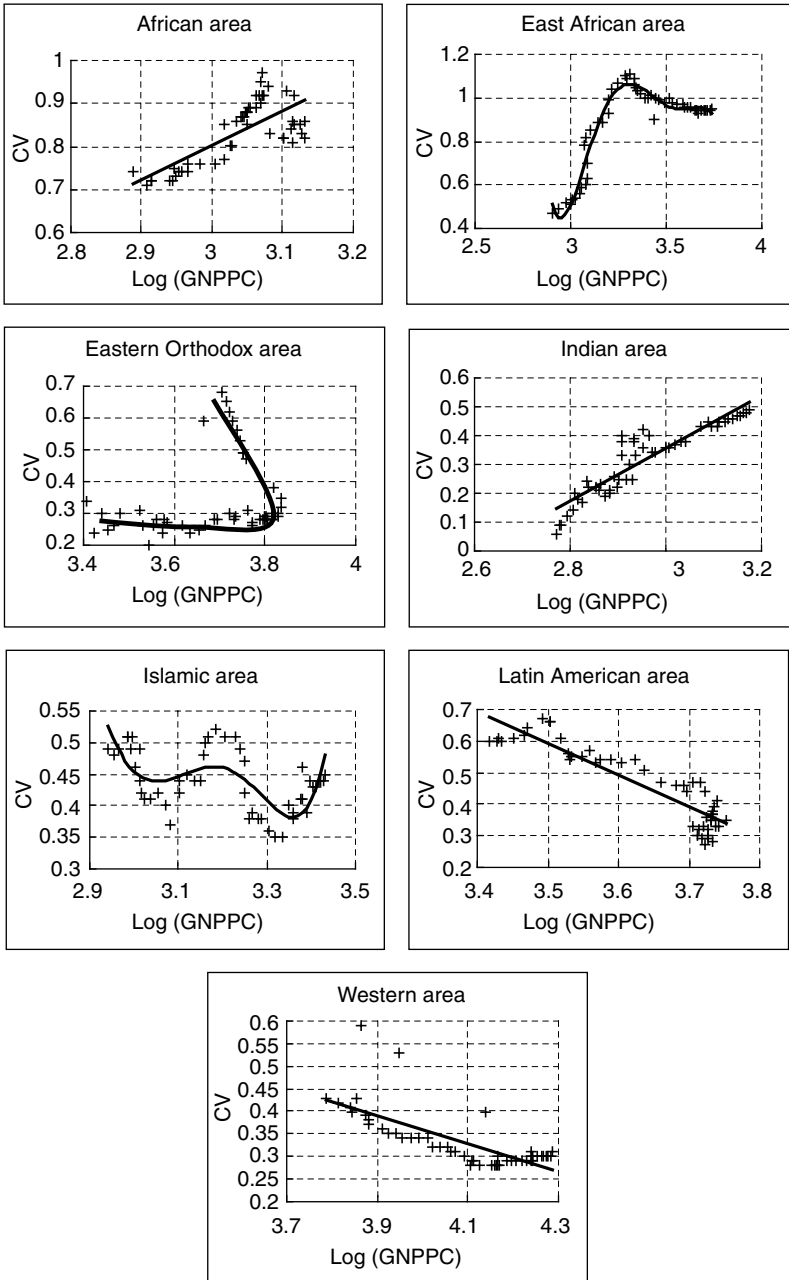 African area
1
0.9
0.8
0.7
0.6
2.8 2.9 3 3.1 3.2
CV
Log (GNPPC)
East African area
1.2
1
0.8
0.6
0.4
2.5 3 3.5 4
CV
Log (GNPPC)
Eastern Orthodox area
0.7
0.6
0.5
0.4
0.3
0.2
3.4 3.6 3.8 4
CV
Log (GNPPC)
Indian area
0.6
0.5
0.4
0.3
0.2
0.1
0
2.6 2.8 3 3.2
CV
Log (GNPPC)
Islamic area
0.55
0.5
0.45
0.4
0.35
0.3
2.9 3.1 3.3 3.5
CV
Log (GNPPC)
Latin American area
0.7
0.6
0.5
0.4
0.3
0.2
3.4 3.5 3.6 3.7 3.8
CV
Log (GNPPC)
Western area
0.6
0.55
0.5
0.45
0.4
0.35
0.3
0.25
0.2
3.7 3.9 4.1 4.3
CV
Log (GNPPC)